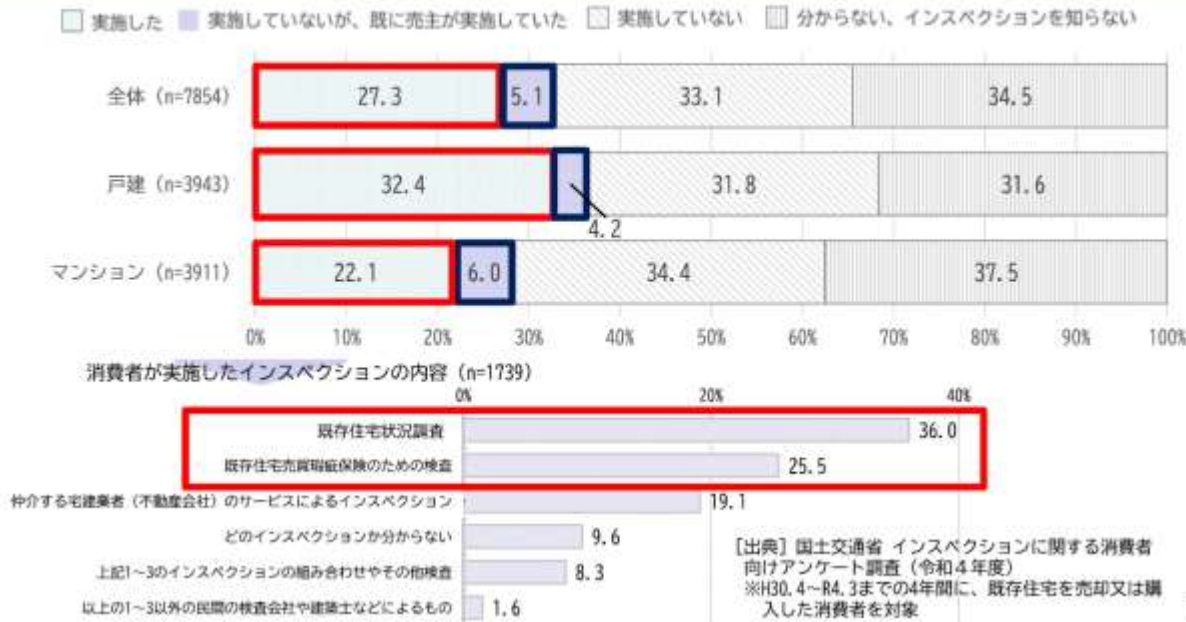 実施した 実施していないが、既に売主が実施していた 実施していない 分からない、インスペクションを知らない
全体 (n=7854) 27.3 5.1 33.1 34.5
戸建 (n=3943) 32.4 31.8 31.6
4.2
マンション (n=3911) 22.1 6.0 34.4 37.5
0% 10% 20% 30% 40% 50% 60% 70% 80% 90% 100%
消費者が実施したインスペクションの内容 (n=1739)
0% 20% 40%
既存住宅状況調査 36.0
既存住宅売買瑕疵保険のための検査 25.5
仲介する宅建業者（不動産会社）のサービスによるインスペクション 19.1
どのインスペクションか分からない 9.6
上記1~3のインスペクションの組み合わせやその他検査 8.3
以上の1~3以外の民間の検査会社や建築士などによるもの 1.6
[出典] 国土交通省 インスペクションに関する消費者
向けアンケート調査（令和４年度）
※H30.4～R4.3までの4年間に、既存住宅を売却又は購
入した消費者を対象